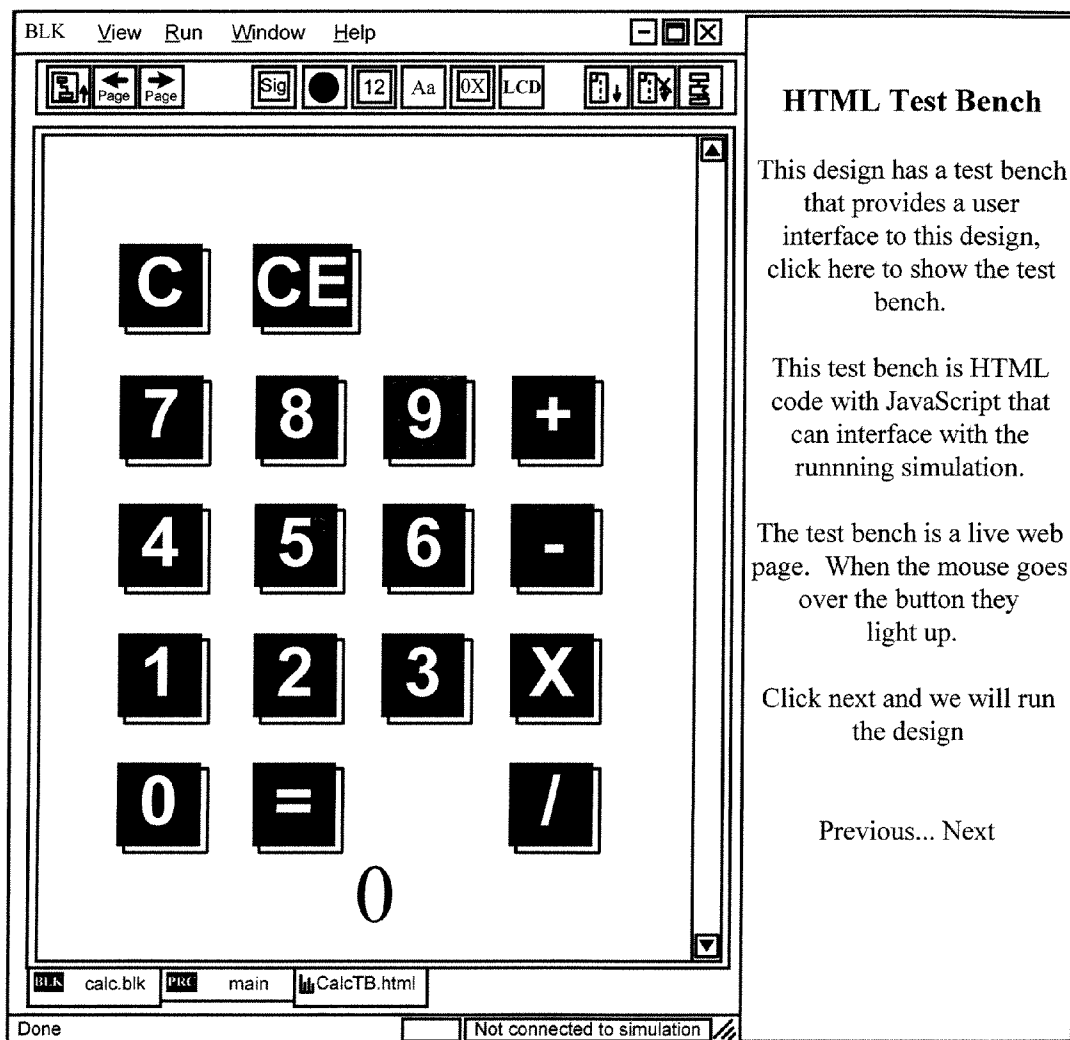 BLK View Run Window Help
Page Page Sig 12 Aa 0X LCD
C CE
7 8 9 +
4 5 6 -
1 2 3 X
0 = /
0
BLK calc.blk PRC main CalcTB.html
Done Not connected to simulation
HTML Test Bench
This design has a test bench
that provides a user
interface to this design,
click here to show the test
bench.
This test bench is HTML
code with JavaScript that
can interface with the
runnning simulation.
The test bench is a live web
page. When the mouse goes
over the button they
light up.
Click next and we will run
the design
Previous... Next